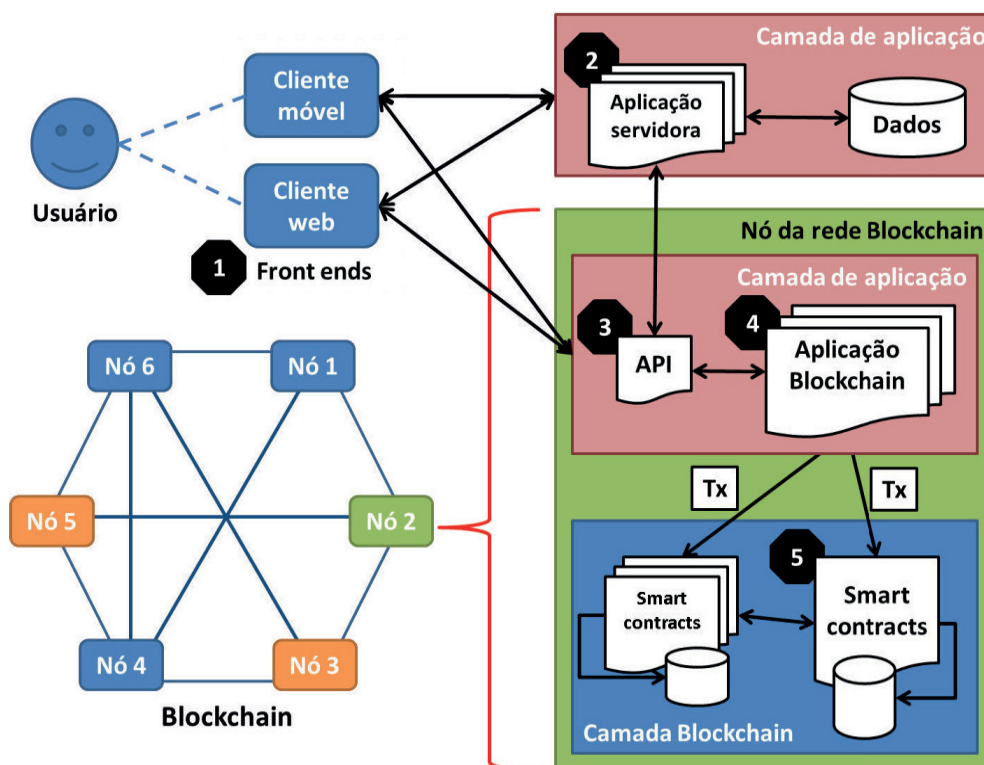 Camada de aplicação
2
Aplicação
servidora
Dados
Cliente
móvel
Cliente
web
Usuário
1
Front ends
Nó da rede Blockchain
Camada de aplicação
3
API
4
Aplicação
Blockchain
Tx
Tx
Nó 6
Nó 1
Nó 5
Nó 2
Nó 4
Nó 3
Blockchain
Smart
contracts
5
Smart
contracts
Camada Blockchain